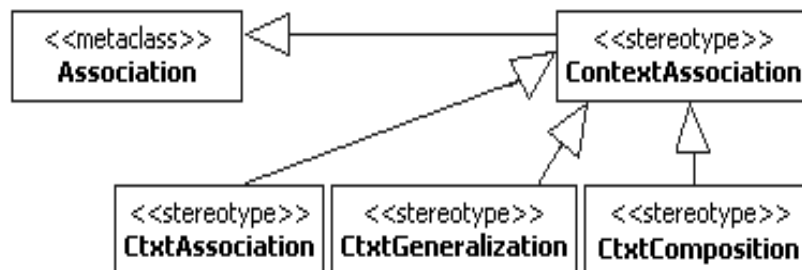 <<metaclass>>
Association
<<stereotype>>
ContextAssociation
<<stereotype>>
CtxtAssociation
<<stereotype>>
CtxtGeneralization
<<stereotype>>
CtxtComposition